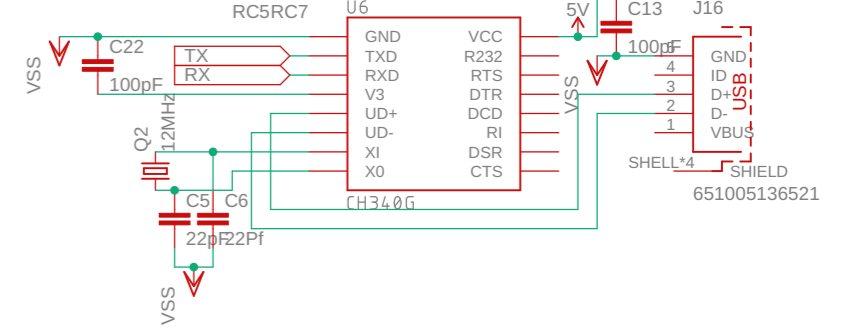 RC5RC7
U6
5V
C13
J16
C22
100pF
VSS
TX
RX
GND
TXD
RXD
V3
UD+
UD-
XI
X0
VCC
R232
RTS
DTR
DCD
RI
DSR
CTS
CH340G
VSS
100pF
5
4
3
2
1
GND
ID
D+
D-
VBUS
USB
SHELL*4
SHIELD
651005136521
Q2
12MHz
C5
C6
22pF
22Pf
VSS